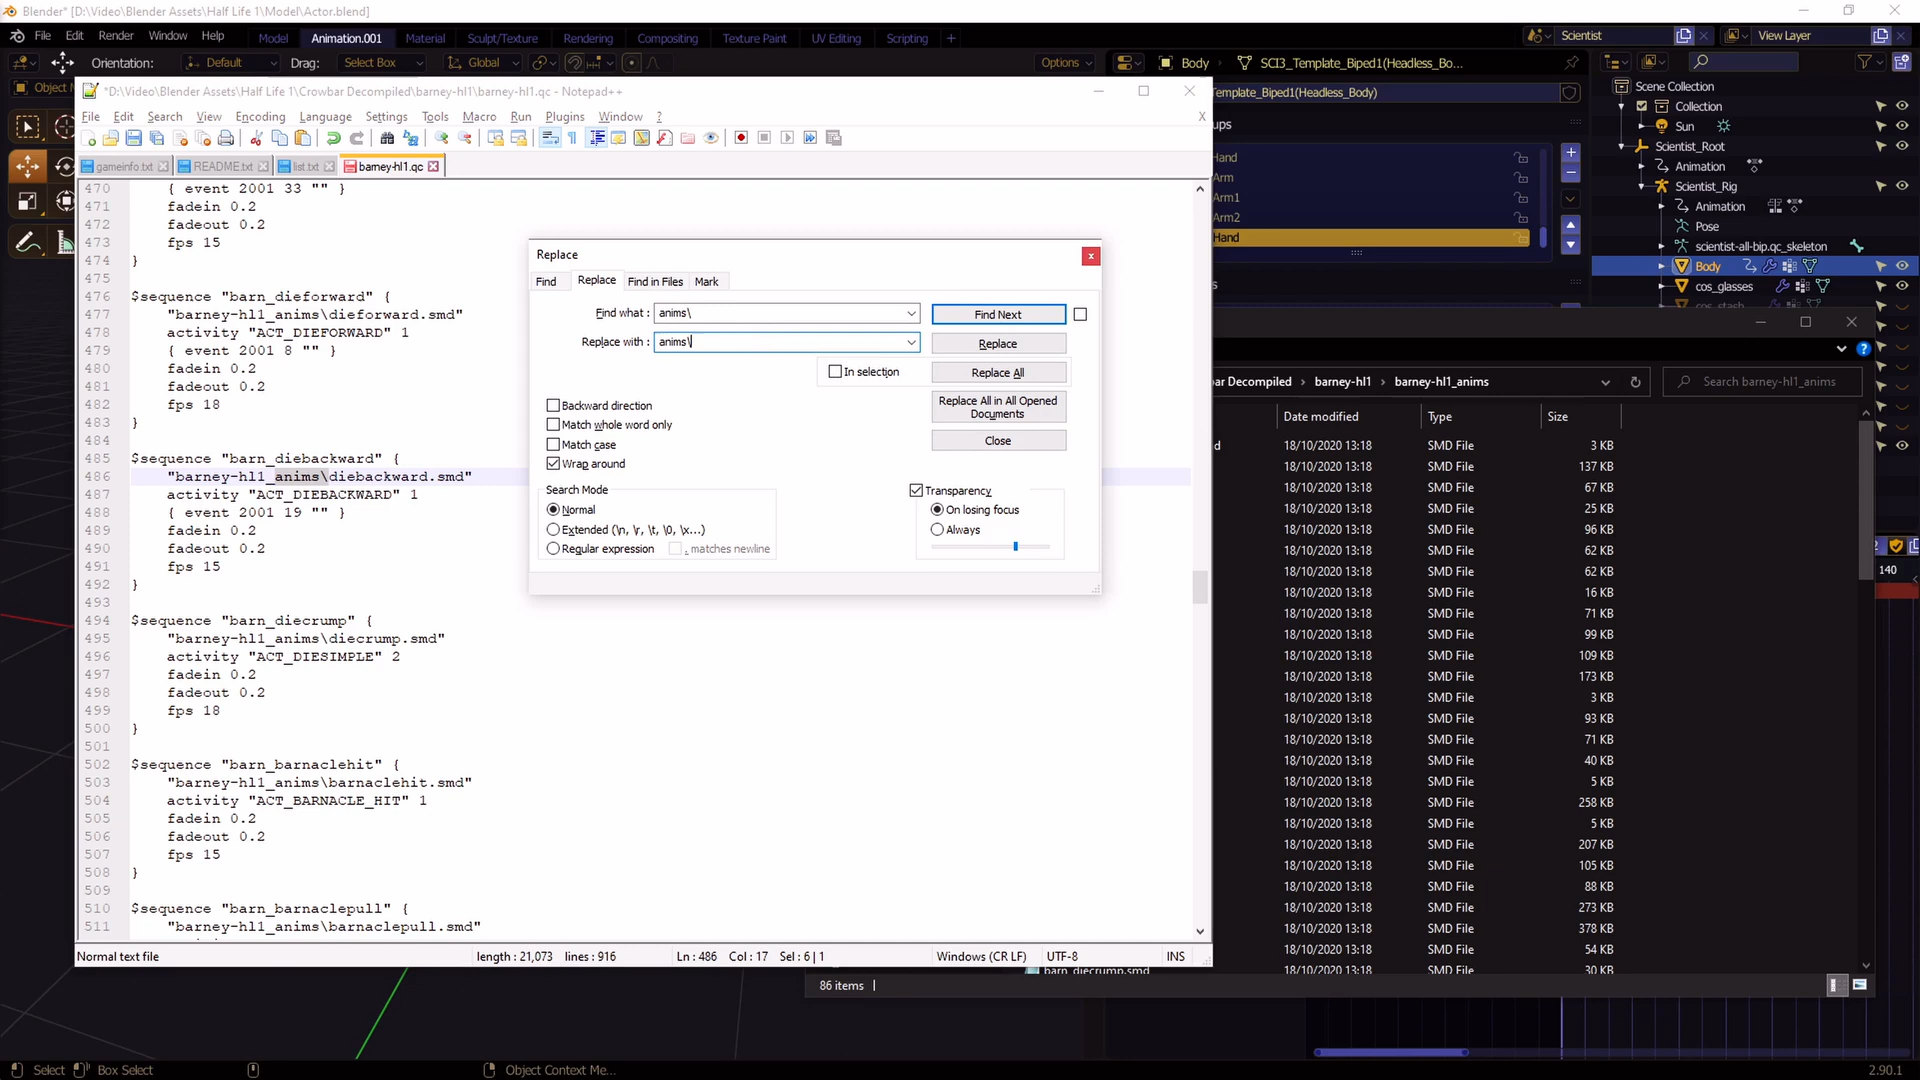 Blender* [D:\Video\Blender Assets\Half Life 1\Model\Actor.blend]
File Edit Render Window Help Model Animation.001 Material Sculpt/Texture Rendering Compositing Texture Paint UV Editing Scripting + Scientist View Layer
Orientation: Default Drag: Select Box Global Options Body SCI3_Template_Biped1(Headless_Bo...
Object
*D:\Video\Blender Assets\Half Life 1\Crowbar Decompiled\barney-hl1\barney-hl1.qc - Notepad++
Template_Biped1(Headless_Body)
File Edit Search View Encoding Language Settings Tools Macro Run Plugins Window ? X
gameinfo.txt README.txt list.txt barney-hl1.qc
470 { event 2001 33 "" }
471 fadein 0.2
472 fadeout 0.2
473 fps 15
474 }
475
476 $sequence "barn_dieforward" {
477 "barney-hl1_anims\dieforward.smd"
478 activity "ACT_DIEFORWARD" 1
479 { event 2001 8 "" }
480 fadein 0.2
481 fadeout 0.2
482 fps 18
483 }
484
485 $sequence "barn_diebackward" {
486 "barney-hl1_anims\diebackward.smd"
487 activity "ACT_DIEBACKWARD" 1
488 { event 2001 19 "" }
489 fadein 0.2
490 fadeout 0.2
491 fps 15
492 }
493
494 $sequence "barn_diecrump" {
495 "barney-hl1_anims\diecrump.smd"
496 activity "ACT_DIESIMPLE" 2
497 fadein 0.2
498 fadeout 0.2
499 fps 18
500 }
501
502 $sequence "barn_barnaclehit" {
503 "barney-hl1_anims\barnaclehit.smd"
504 activity "ACT_BARNACLE_HIT" 1
505 fadein 0.2
506 fadeout 0.2
507 fps 15
508 }
509
510 $sequence "barn_barnaclepull" {
511 "barney-hl1_anims\barnaclepull.smd"
Normal text file length : 21,073 lines : 916 Ln : 486 Col : 17 Sel : 6 | 1 Windows (CR LF) UTF-8 INS
Replace
Find Replace Find in Files Mark
Find what : anims\ Find Next
Replace with : anims\ Replace
In selection Replace All
Replace All in All Opened Documents
Close
Backward direction
Match whole word only
Match case
Wrap around
Search Mode
Normal
Extended (\n, \r, \t, \0, \x...)
Regular expression . matches newline
Transparency
On losing focus
Always
ups
Hand
Arm
Arm1
Arm2
Hand
Scene Collection
Collection
Sun
Scientist_Root
Animation
Scientist_Rig
Animation
Pose
scientist-all-bip.qc_skeleton
Body
cos_glasses
cos_stash
bar Decompiled › barney-hl1 › barney-hl1_anims Search barney-hl1_anims
Date modified Type Size
d 18/10/2020 13:18 SMD File 3 KB
18/10/2020 13:18 SMD File 137 KB
18/10/2020 13:18 SMD File 67 KB
18/10/2020 13:18 SMD File 25 KB
18/10/2020 13:18 SMD File 96 KB
18/10/2020 13:18 SMD File 62 KB
18/10/2020 13:18 SMD File 62 KB
18/10/2020 13:18 SMD File 16 KB
18/10/2020 13:18 SMD File 71 KB
18/10/2020 13:18 SMD File 99 KB
18/10/2020 13:18 SMD File 109 KB
18/10/2020 13:18 SMD File 173 KB
18/10/2020 13:18 SMD File 3 KB
18/10/2020 13:18 SMD File 93 KB
18/10/2020 13:18 SMD File 71 KB
18/10/2020 13:18 SMD File 40 KB
18/10/2020 13:18 SMD File 5 KB
18/10/2020 13:18 SMD File 258 KB
18/10/2020 13:18 SMD File 5 KB
18/10/2020 13:18 SMD File 207 KB
18/10/2020 13:18 SMD File 105 KB
18/10/2020 13:18 SMD File 88 KB
18/10/2020 13:18 SMD File 273 KB
18/10/2020 13:18 SMD File 378 KB
18/10/2020 13:18 SMD File 54 KB
barn_diecrump.smd 18/10/2020 13:18 SMD File 30 KB
86 items
140
Select Box Select Object Context Me... 2.90.1